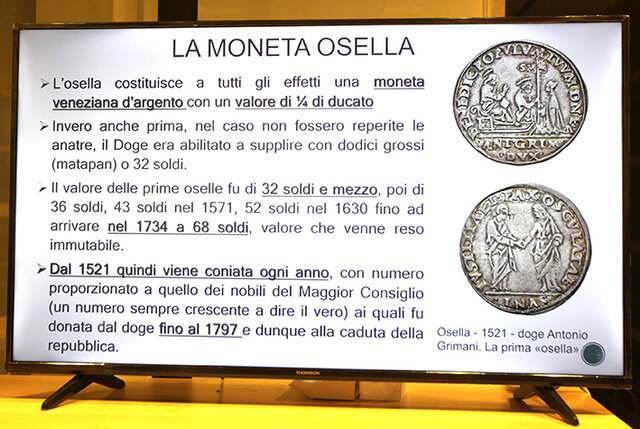 LA MONETA OSELLA
➢ L'osella costituisce a tutti gli effetti una moneta
veneziana d'argento con un valore di ¼ di ducato
➢ Invero anche prima, nel caso non fossero reperite le
anatre, il Doge era abilitato a supplire con dodici grossi
(matapan) o 32 soldi.
➢ Il valore delle prime oselle fu di 32 soldi e mezzo, poi di
36 soldi, 43 soldi nel 1571, 52 soldi nel 1630 fino ad
arrivare nel 1734 a 68 soldi, valore che venne reso
immutabile.
➢ Dal 1521 quindi viene coniata ogni anno, con numero
proporzionato a quello dei nobili del Maggior Consiglio
(un numero sempre crescente a dire il vero) ai quali fu
donata dal doge fino al 1797 e dunque alla caduta della
repubblica.
Osella - 1521 - doge Antonio
Grimani. La prima «osella»
THOMSON